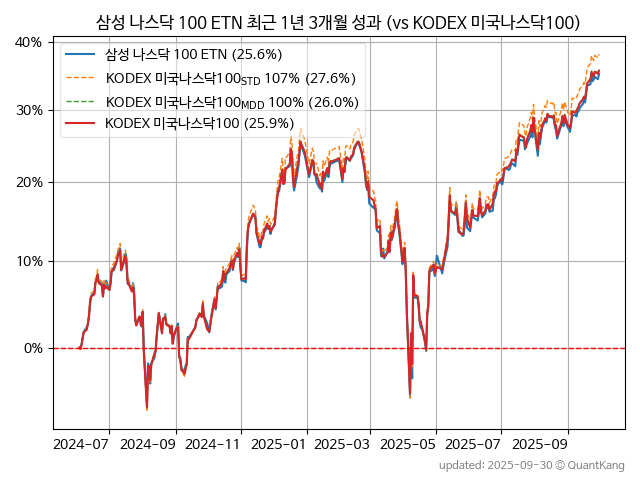 삼성 나스닥 100 ETN 최근 1년 3개월 성과 (vs KODEX 미국나스닥100)
삼성 나스닥 100 ETN (25.6%)
KODEX 미국나스닥100STD 107% (27.6%)
KODEX 미국나스닥100MDD 100% (26.0%)
KODEX 미국나스닥100 (25.9%)
40%
30%
20%
10%
0%
2024-07 2024-09 2024-11 2025-01 2025-03 2025-05 2025-07 2025-09
updated: 2025-09-30 © QuantKang